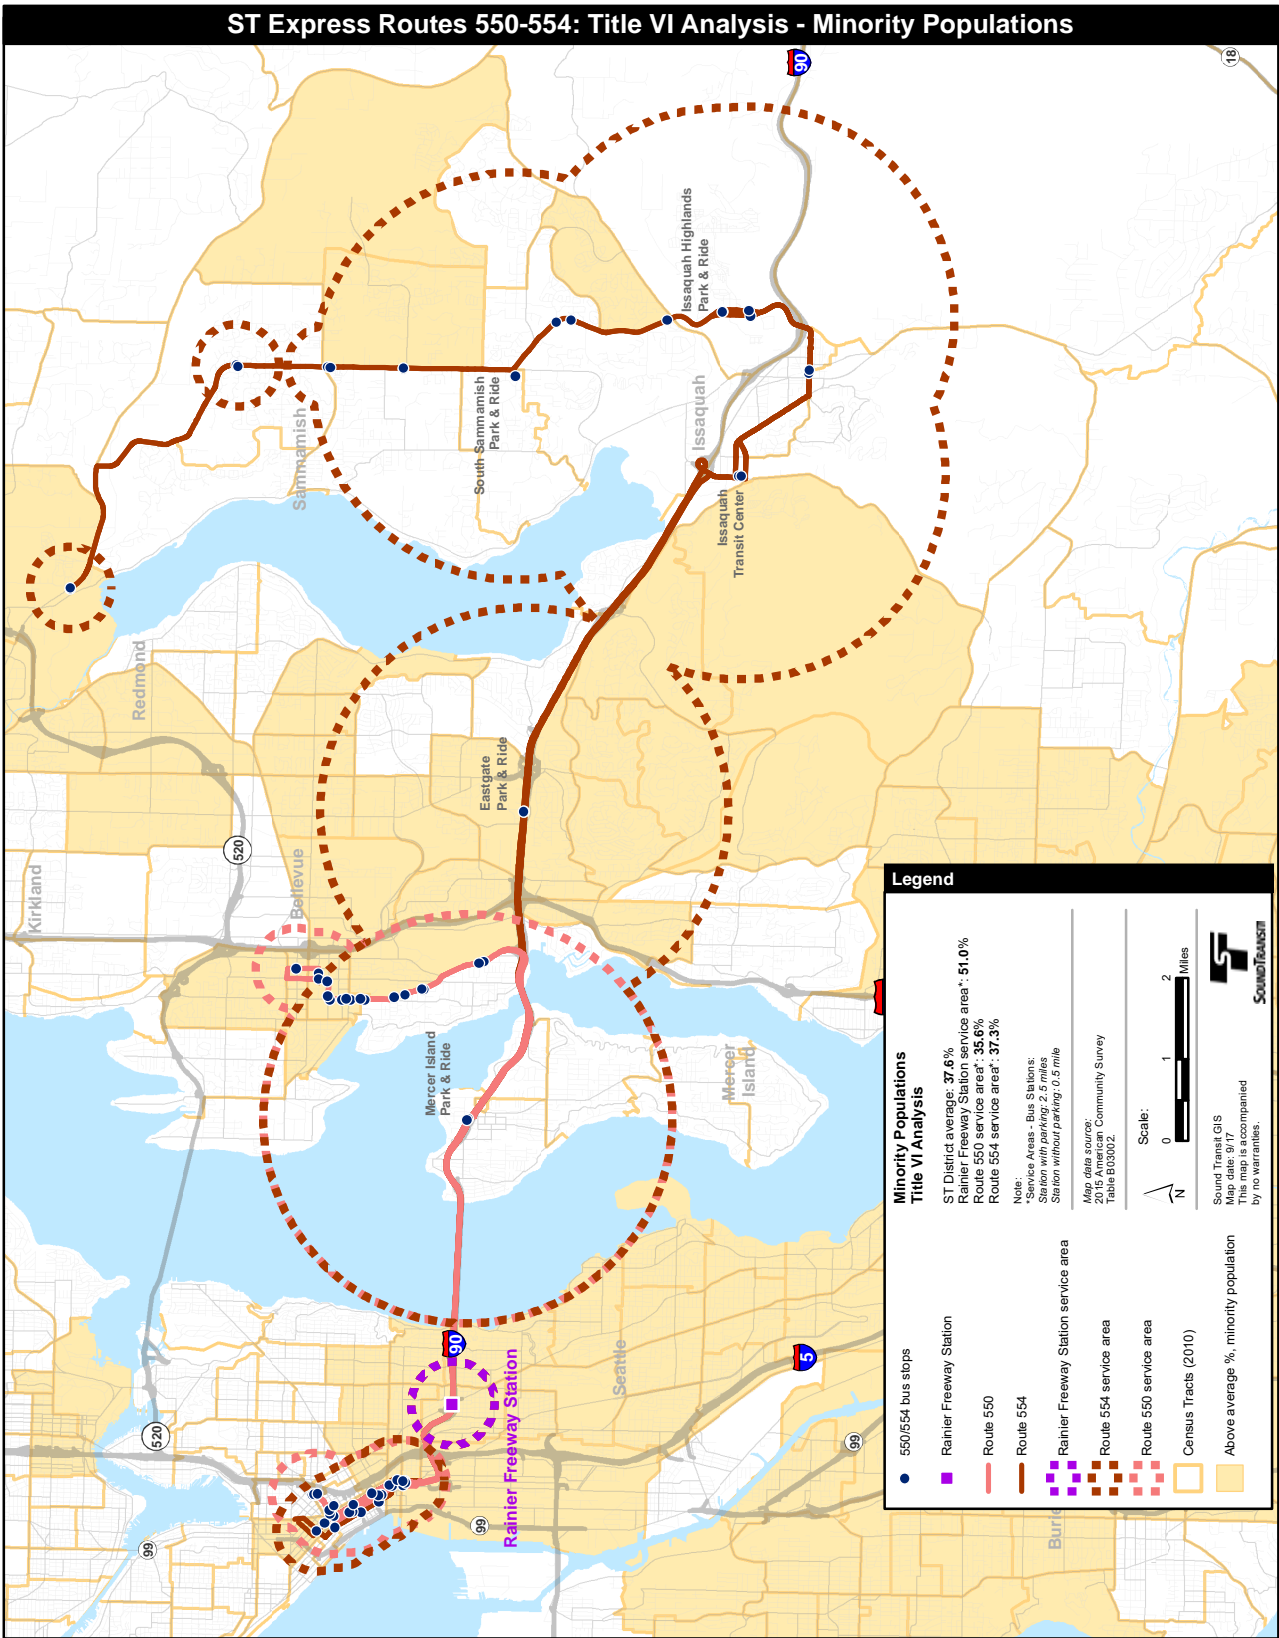 ST Express Routes 550-554: Title VI Analysis - Minority Populations
90
18
Issaquah Highlands
Park & Ride
South Sammamish
Park & Ride
Sammamish
Issaquah
Issaquah
Transit Center
Redmond
Eastgate
Park & Ride
520
Kirkland
Bellevue
Mercer Island
Park & Ride
Mercer
Island
90
Seattle
5
Rainier Freeway Station
520
99
99
99
Burie
Legend
550/554 bus stops
Rainier Freeway Station
Route 550
Route 554
Rainier Freeway Station service area
Route 554 service area
Route 550 service area
Census Tracts (2010)
Above average %, minority population
Minority Populations
Title VI Analysis
ST District average: 37.6%
Rainier Freeway Station service area*: 51.0%
Route 550 service area*: 35.6%
Route 554 service area*: 37.3%
Note:
*Service Areas - Bus Stations:
Station with parking: 2.5 miles
Station without parking: 0.5 mile
Map data source:
2015 American Community Survey
Table B03002.
Scale:
0 1 2
Miles
N
Sound Transit GIS
Map date: 9/17
This map is accompanied
by no warranties.
SOUNDTRANSIT